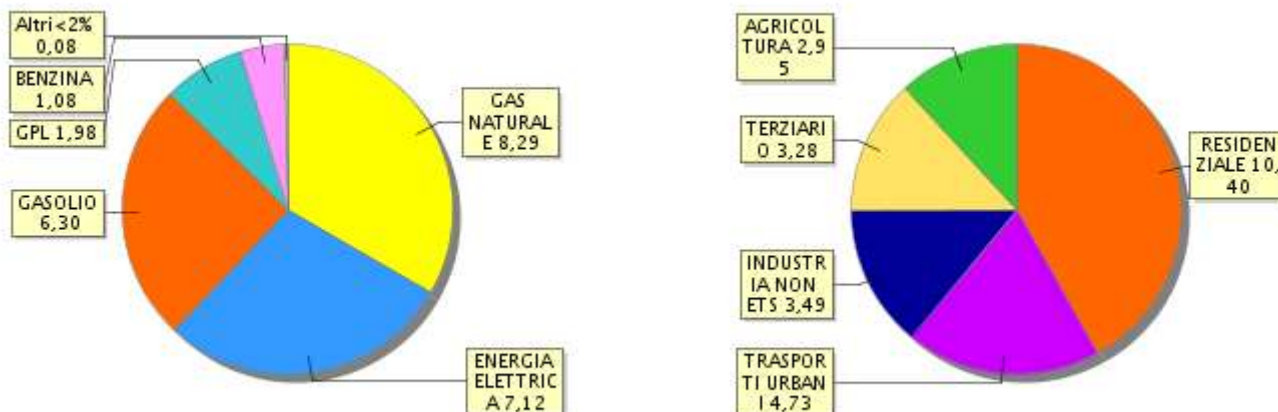 Altri<2%
0,08
BENZINA
1,08
GPL 1,98
GASOLIO
6,30
GAS
NATURAL
E 8,29
ENERGIA
ELETTRIC
A 7,12
AGRICOL
TURA 2,9
5
TERZIARI
O 3,28
INDUSTR
IA NON
ETS 3,49
TRASPOR
TI URBAN
I 4,73
RESIDEN
ZIALE 10,
40